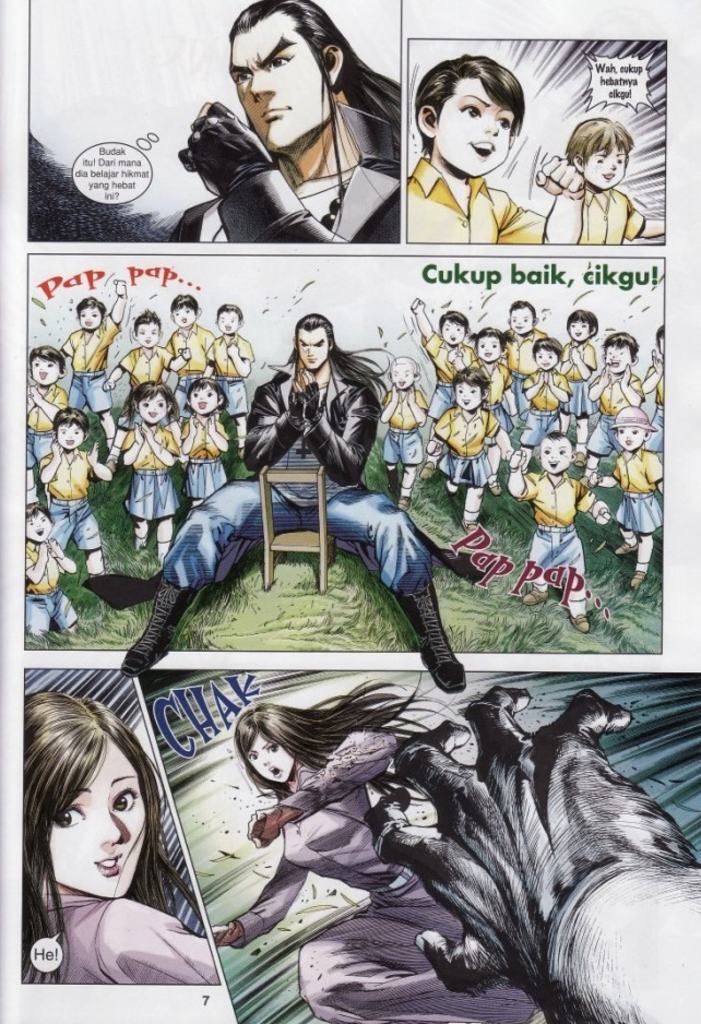 Budak
itu! Dari mana
dia belajar hikmat
yang hebat
ini?
Wah, cukup
hebatnya
cikgu!
Pap pap...
Cukup baik, cikgu!
Pap pap...
CHAK
He!
7